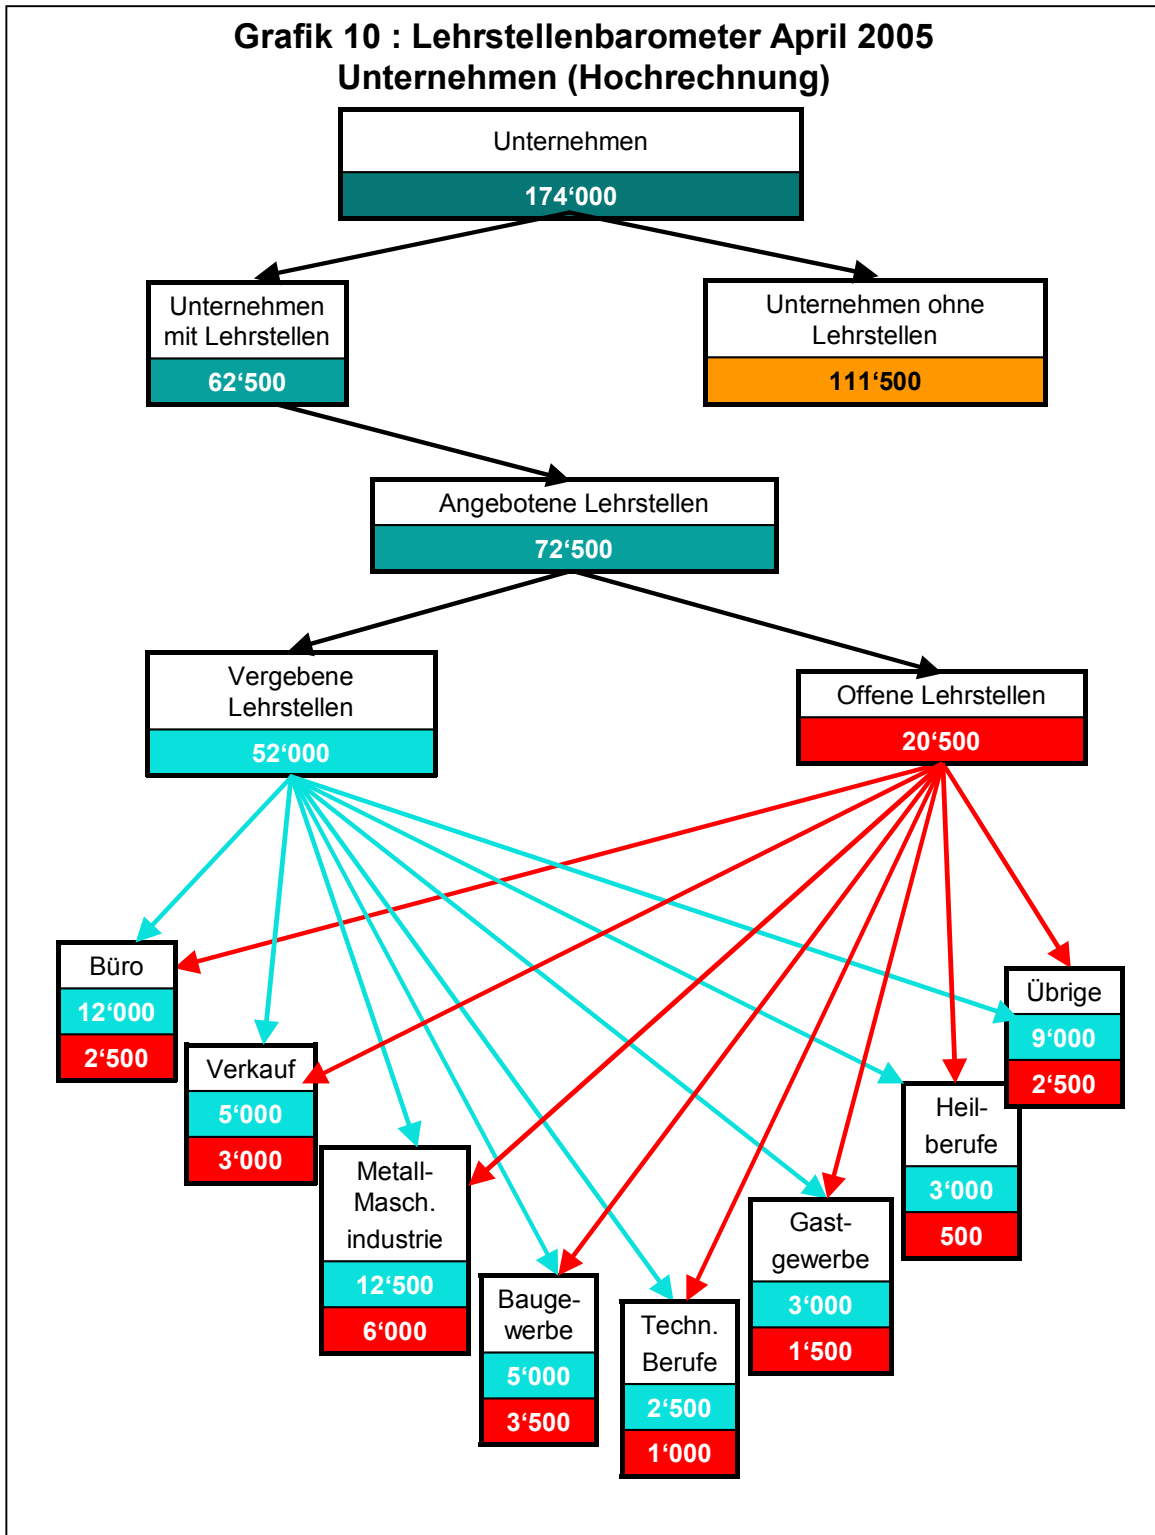 Grafik 10 : Lehrstellenbarometer April 2005
Unternehmen (Hochrechnung)
Unternehmen
174‘000
Unternehmen
mit Lehrstellen
62‘500
Unternehmen ohne
Lehrstellen
111‘500
Angebotene Lehrstellen
72‘500
Vergebene
Lehrstellen
52‘000
Offene Lehrstellen
20‘500
Büro
12‘000
2‘500
Verkauf
5‘000
3‘000
Metall-
Masch.
industrie
12‘500
6‘000
Bauge-
werbe
5‘000
3‘500
Techn.
Berufe
2‘500
1‘000
Gast-
gewerbe
3‘000
1‘500
Heil-
berufe
3‘000
500
Übrige
9‘000
2‘500